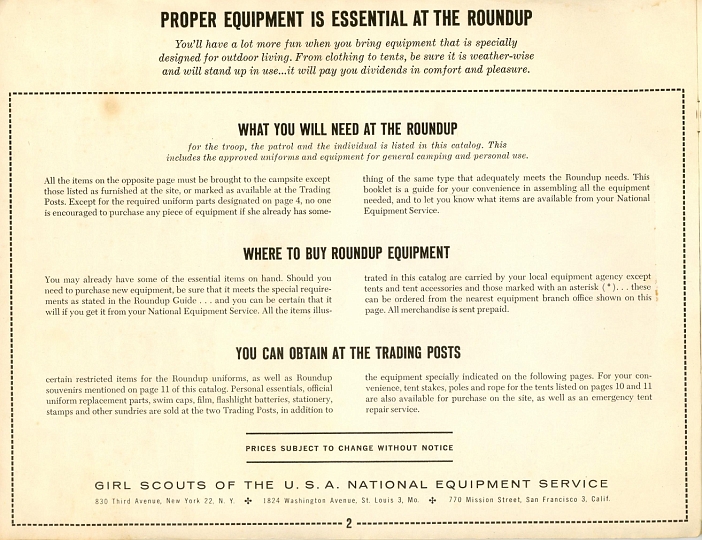 PROPER EQUIPMENT IS ESSENTIAL AT THE ROUNDUP
You'll have a lot more fun when you bring equipment that is specially
designed for outdoor living. From clothing to tents, be sure it is weather-wise
and will stand up in use...it will pay you dividends in comfort and pleasure.
WHAT YOU WILL NEED AT THE ROUNDUP
for the troop, the patrol and the individual is listed in this catalog. This
includes the approved uniforms and equipment for general camping and personal use.
All the items on the opposite page must be brought to the campsite except
those listed as furnished at the site, or marked as available at the Trading
Posts. Except for the required uniform parts designated on page 4, no one
is encouraged to purchase any piece of equipment if she already has some-
thing of the same type that adequately meets the Roundup needs. This
booklet is a guide for your convenience in assembling all the equipment
needed, and to let you know what items are available from your National
Equipment Service.
WHERE TO BUY ROUNDUP EQUIPMENT
You may already have some of the essential items on hand. Should you
need to purchase new equipment, be sure that it meets the special require-
ments as stated in the Roundup Guide . . . and you can be certain that it
will if you get it from your National Equipment Service. All the items illus-
trated in this catalog are carried by your local equipment agency except
tents and tent accessories and those marked with an asterisk (*) . . . these
can be ordered from the nearest equipment branch office shown on this
page. All merchandise is sent prepaid.
YOU CAN OBTAIN AT THE TRADING POSTS
certain restricted items for the Roundup uniforms, as well as Roundup
souvenirs mentioned on page 11 of this catalog. Personal essentials, official
uniform replacement parts, swim caps, film, flashlight batteries, stationery,
stamps and other sundries are sold at the two Trading Posts, in addition to
the equipment specially indicated on the following pages. For your con-
venience, tent stakes, poles and rope for the tents listed on pages 10 and 11
are also available for purchase on the site, as well as an emergency tent
repair service.
PRICES SUBJECT TO CHANGE WITHOUT NOTICE
GIRL SCOUTS OF THE U. S. A. NATIONAL EQUIPMENT SERVICE
830 Third Avenue, New York 22, N. Y. ✣ 1824 Washington Avenue, St. Louis 3, Mo. ✣ 770 Mission Street, San Francisco 3, Calif.
2